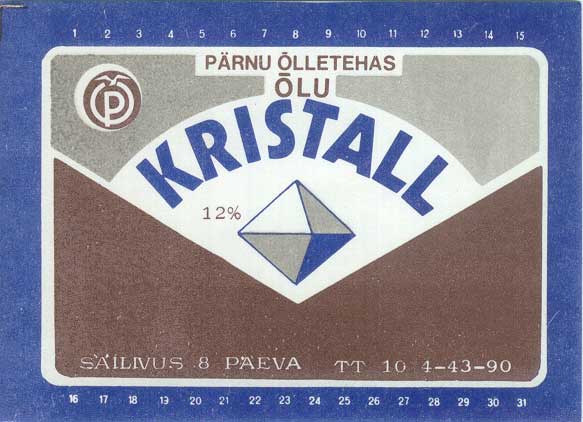 1 2 3 4 5 6 7 8 9 10 11 12 13 14 15
PÄRNU ÕLLETEHAS
ÕLU
P
KRISTALL
12%
SÄILIVUS 8 PÄEVA TT 10 4-43-90
16 17 18 19 20 21 22 23 24 25 26 27 28 29 30 31